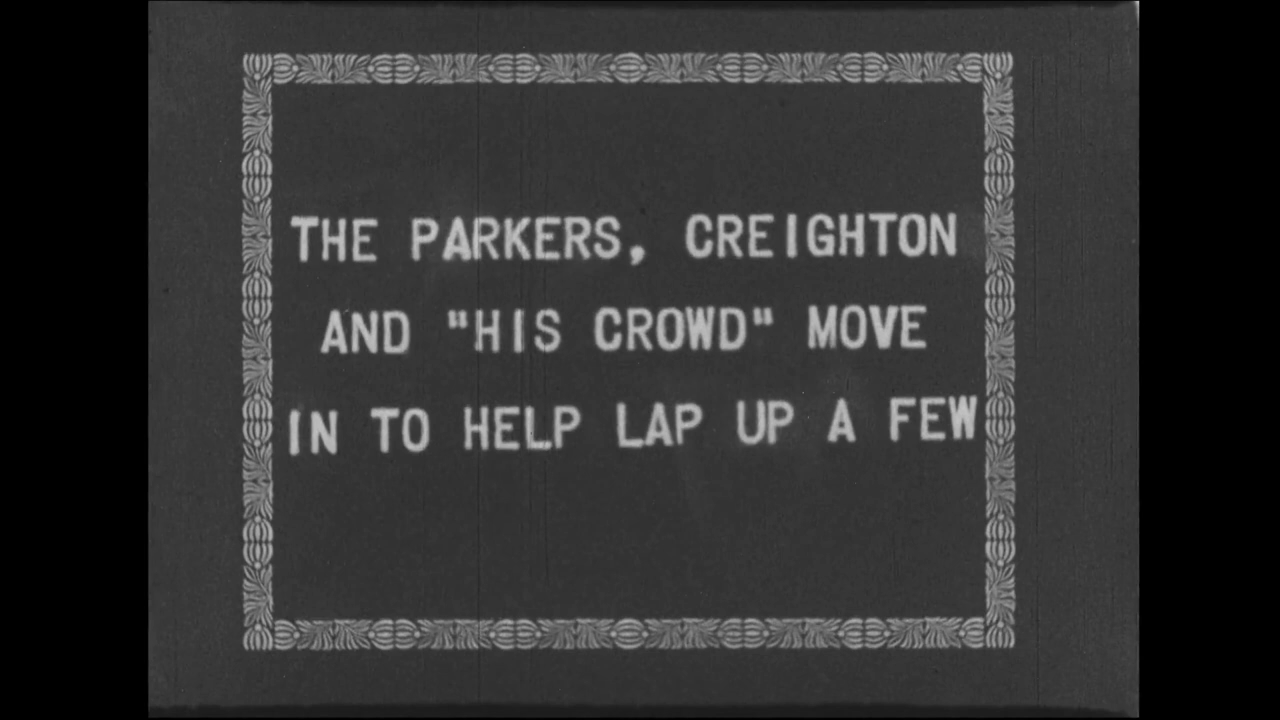 THE PARKERS, CREIGHTON
AND "HIS CROWD" MOVE
IN TO HELP LAP UP A FEW